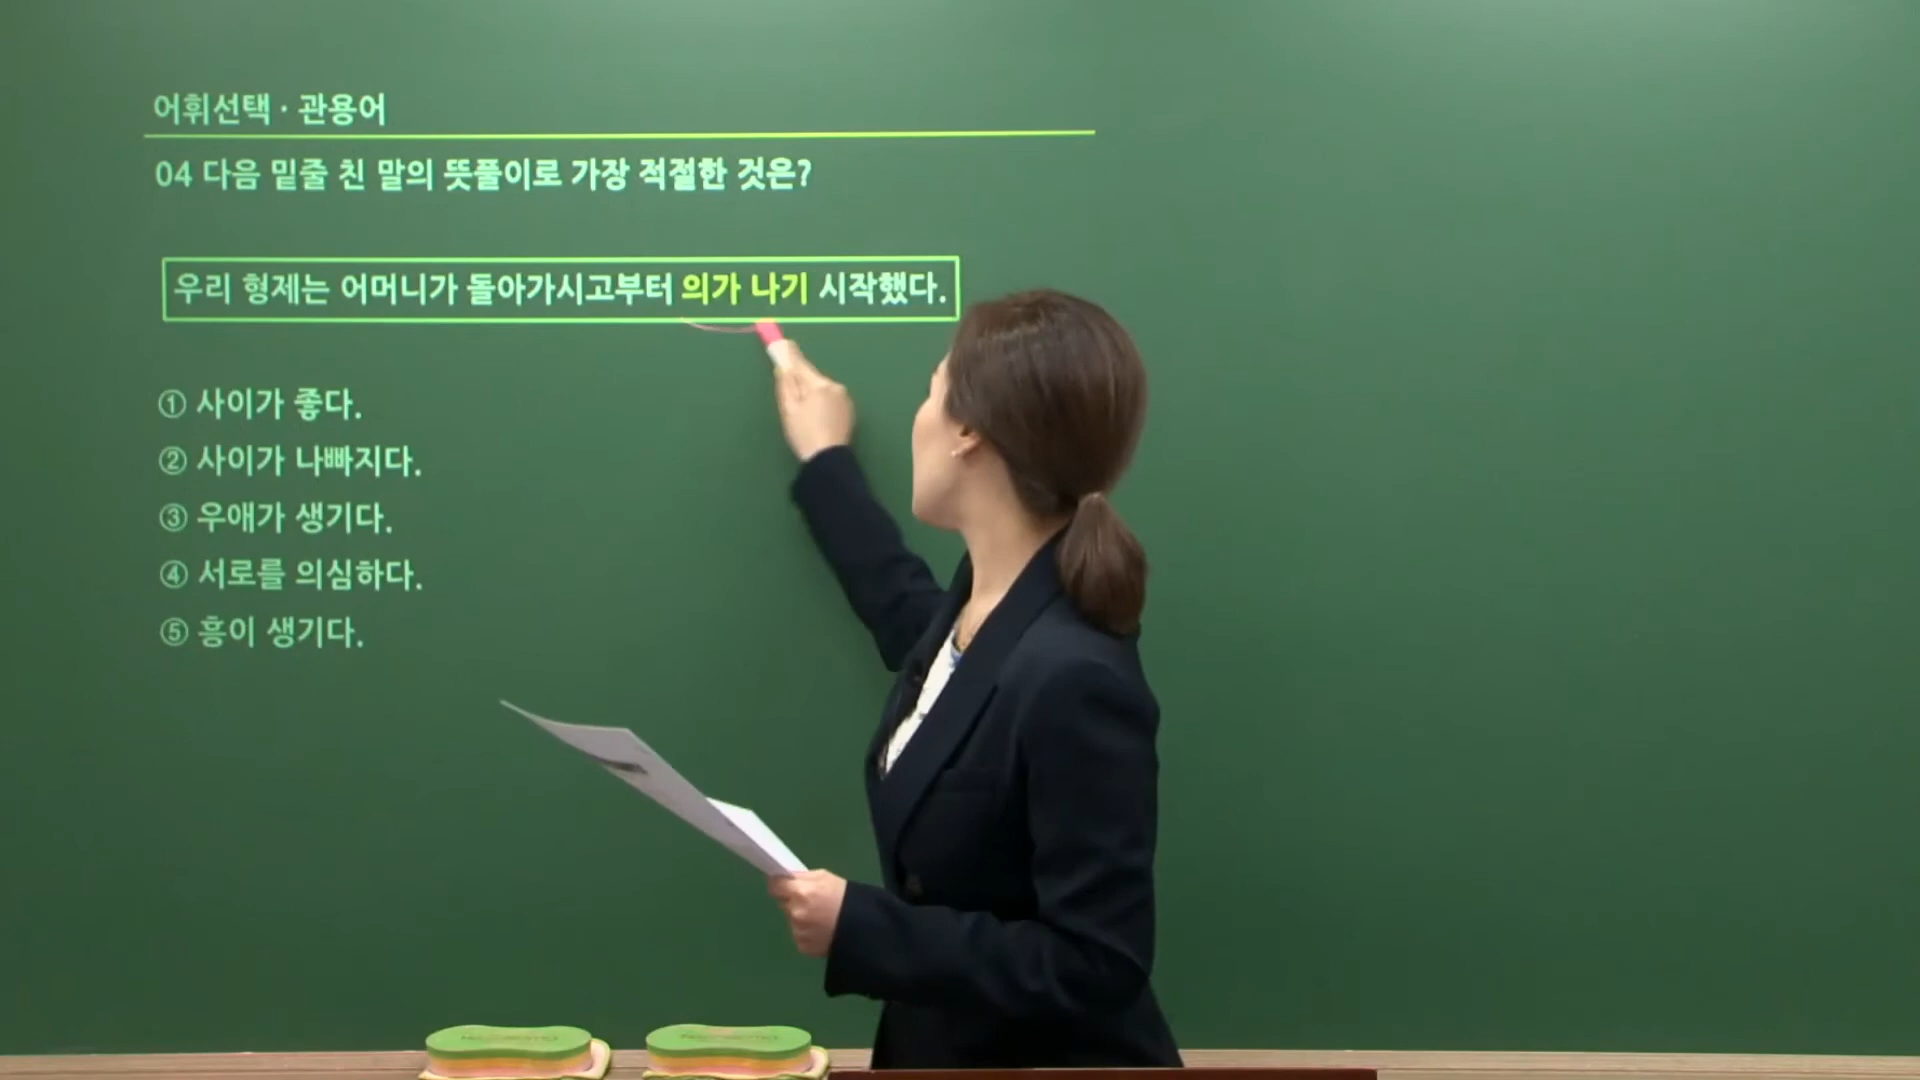 어휘선택 · 관용어
04 다음 밑줄 친 말의 뜻풀이로 가장 적절한 것은?
우리 형제는 어머니가 돌아가시고부터 의가 나기 시작했다.
① 사이가 좋다.
② 사이가 나빠지다.
③ 우애가 생기다.
④ 서로를 의심하다.
⑤ 흥이 생기다.